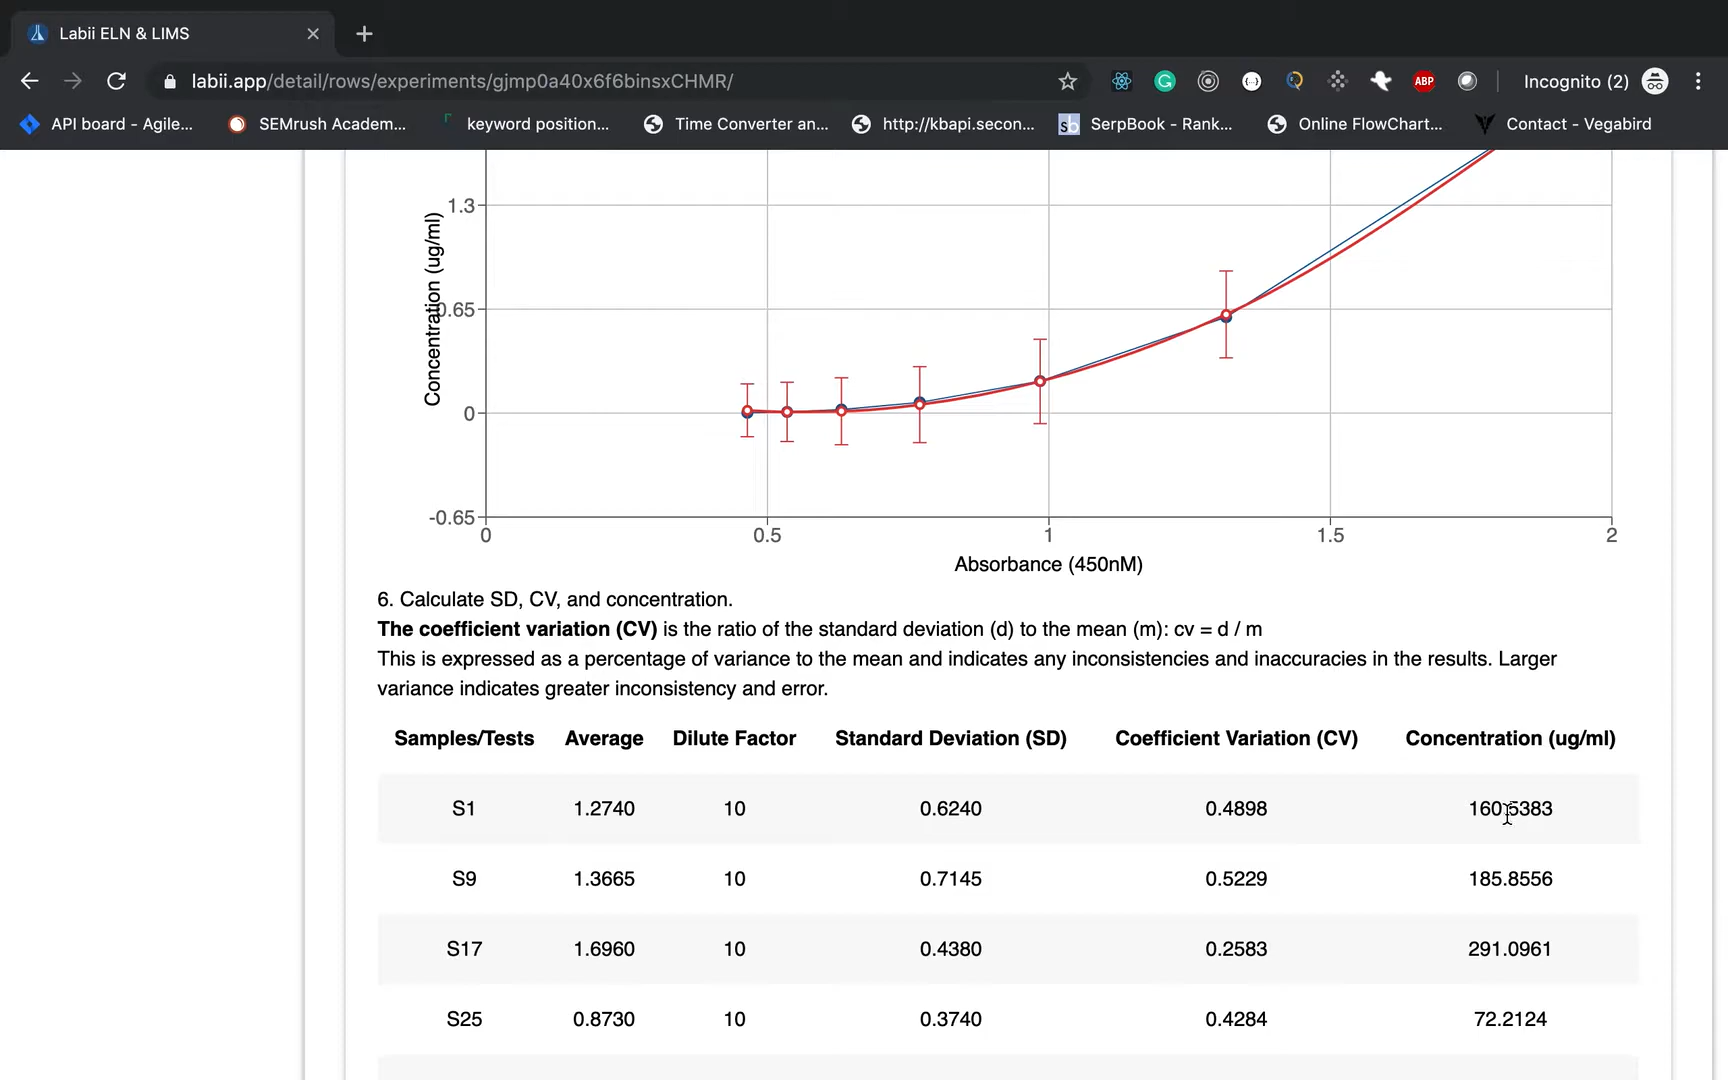 Labii ELN & LIMS
labii.app/detail/rows/experiments/gjmp0a40x6f6binsxCHMR/
ABP
Incognito (2)
API board - Agile...
SEMrush Academ...
keyword position...
Time Converter an...
http://kbapi.secon...
sb SerpBook - Rank...
Online FlowChart...
Contact - Vegabird
Concentration (ug/ml)
1.3
0.65
0
-0.65
0 0.5 1 1.5 2
Absorbance (450nM)
6. Calculate SD, CV, and concentration.
The coefficient variation (CV) is the ratio of the standard deviation (d) to the mean (m): cv = d / m
This is expressed as a percentage of variance to the mean and indicates any inconsistencies and inaccuracies in the results. Larger
variance indicates greater inconsistency and error.
Samples/Tests Average Dilute Factor Standard Deviation (SD) Coefficient Variation (CV) Concentration (ug/ml)
S1 1.2740 10 0.6240 0.4898 160.5383
S9 1.3665 10 0.7145 0.5229 185.8556
S17 1.6960 10 0.4380 0.2583 291.0961
S25 0.8730 10 0.3740 0.4284 72.2124